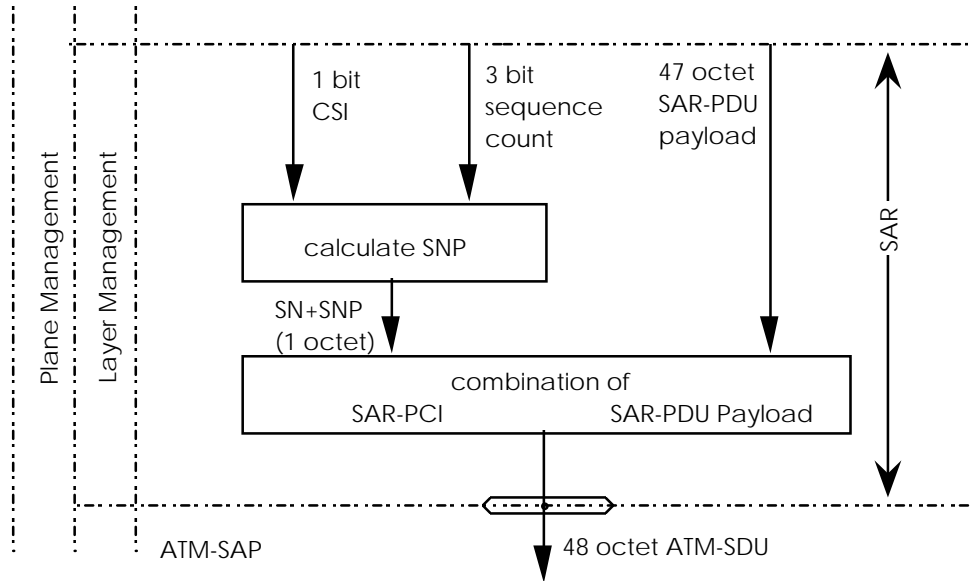 1 bit
CSI
3 bit
sequence
count
47 octet
SAR-PDU
payload
Plane Management
Layer Management
SAR
calculate SNP
SN+SNP
(1 octet)
combination of
SAR-PCI SAR-PDU Payload
ATM-SAP
48 octet ATM-SDU